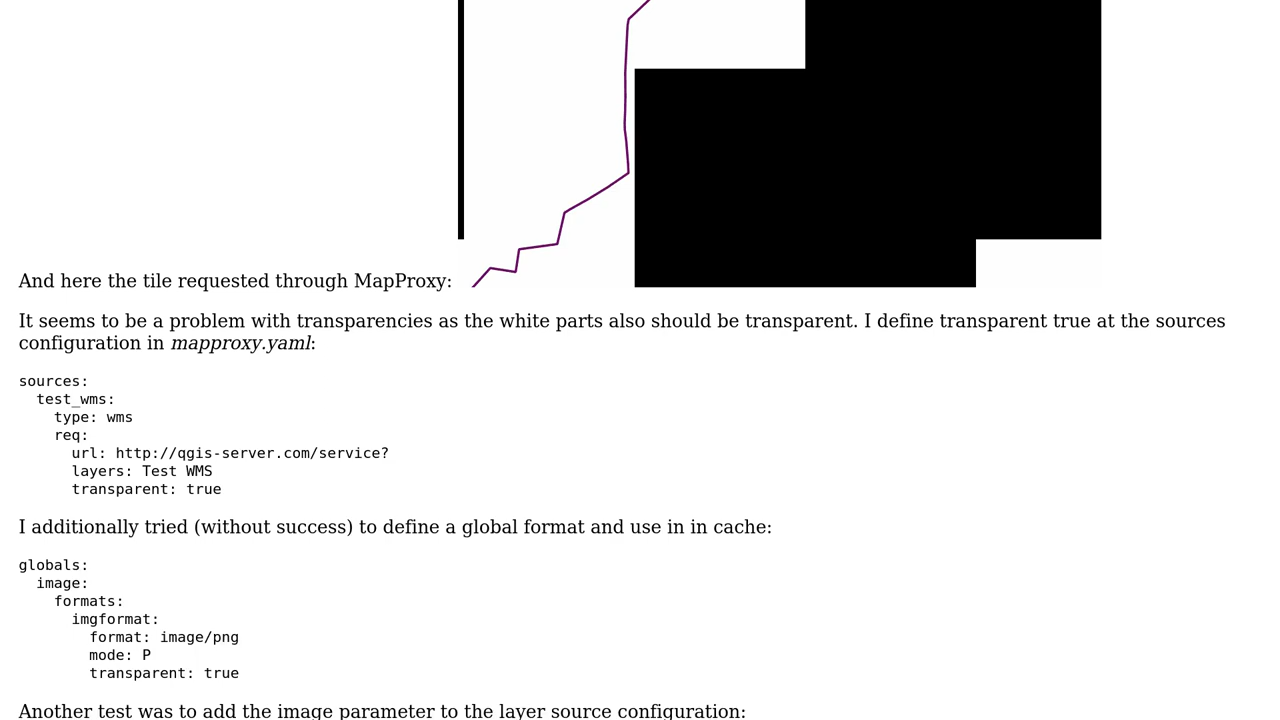 And here the tile requested through MapProxy:
It seems to be a problem with transparencies as the white parts also should be transparent. I define transparent true at the sources
configuration in mapproxy.yaml:
sources:
  test_wms:
    type: wms
    req:
      url: http://qgis-server.com/service?
      layers: Test WMS
      transparent: true
I additionally tried (without success) to define a global format and use in in cache:
globals:
  image:
    formats:
      imgformat:
        format: image/png
        mode: P
        transparent: true
Another test was to add the image parameter to the layer source configuration: